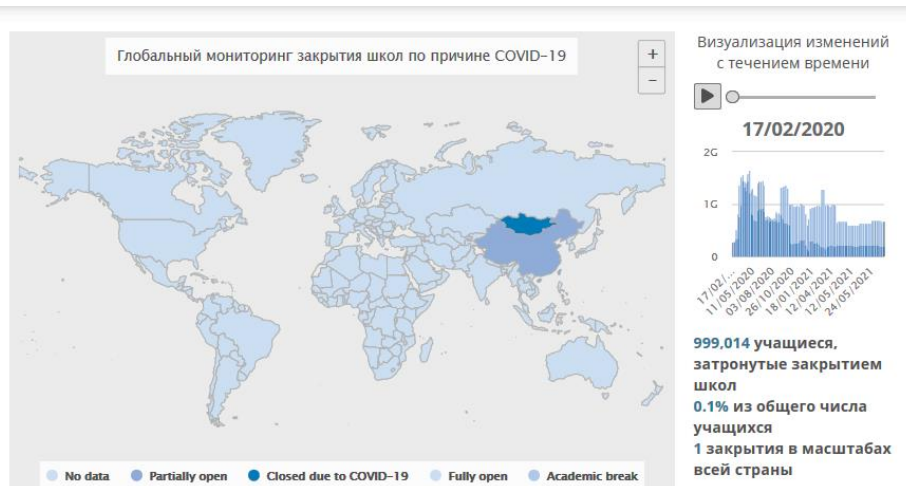 Глобальный мониторинг закрытия школ по причине COVID-19
+
−
No data Partially open Closed due to COVID-19 Fully open Academic break
Визуализация изменений
с течением времени
17/02/2020
2G
1G
0
17/02/...
11/05/2020
03/08/2020
26/10/2020
18/01/2021
12/04/2021
12/05/2021
24/05/2021
999,014 учащиеся,
затронутые закрытием
школ
0.1% из общего числа
учащихся
1 закрытия в масштабах
всей страны